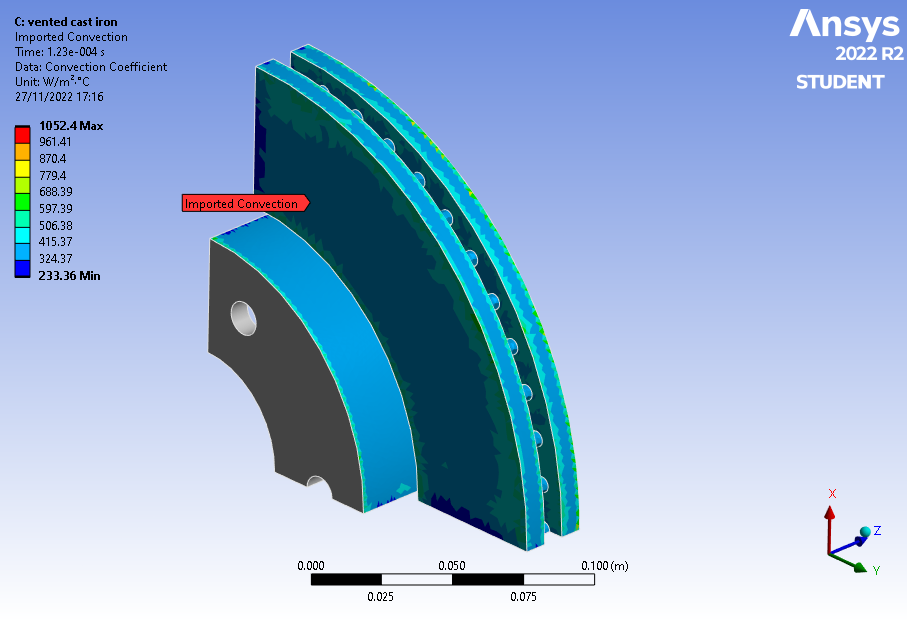 C: vented cast iron
Imported Convection
Time: 1.23e-004 s
Data: Convection Coefficient
Unit: W/m²·°C
27/11/2022 17:16
1052.4 Max
961.41
870.4
779.4
688.39
597.39
506.38
415.37
324.37
233.36 Min
Ansys
2022 R2
STUDENT
Imported Convection
0.000
0.050
0.100 (m)
0.025
0.075
X
Z
Y